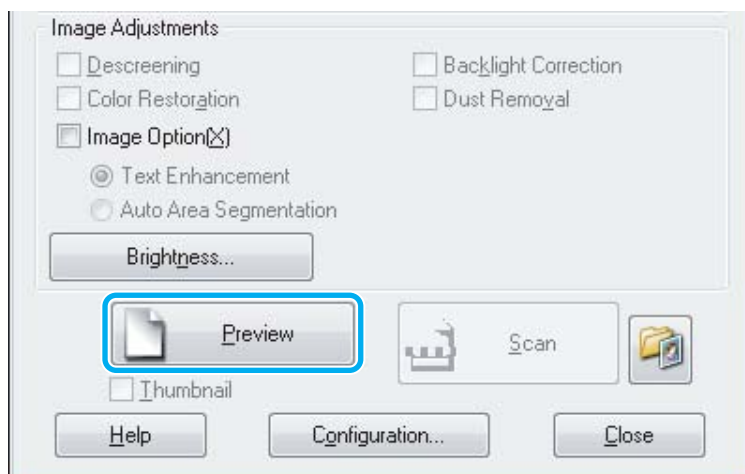 Image Adjustments
Descreening Backlight Correction
Color Restoration Dust Removal
Image Option(X)
Text Enhancement
Auto Area Segmentation
Brightness...
Preview Scan
Thumbnail
Help Configuration... Close